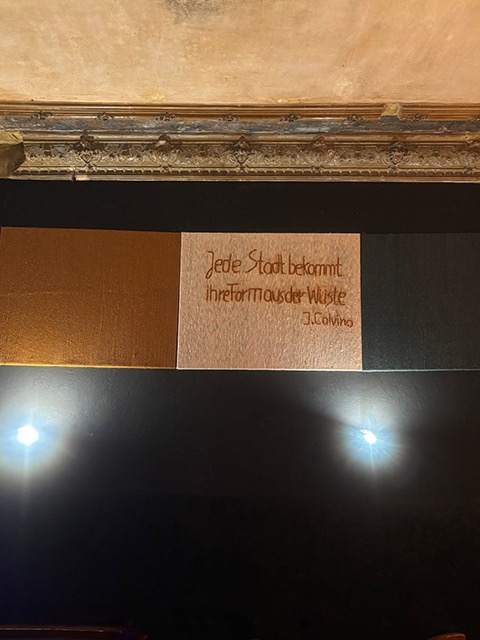 Jede Stadt bekommt
ihre Form aus der Wüste
J. Calvino